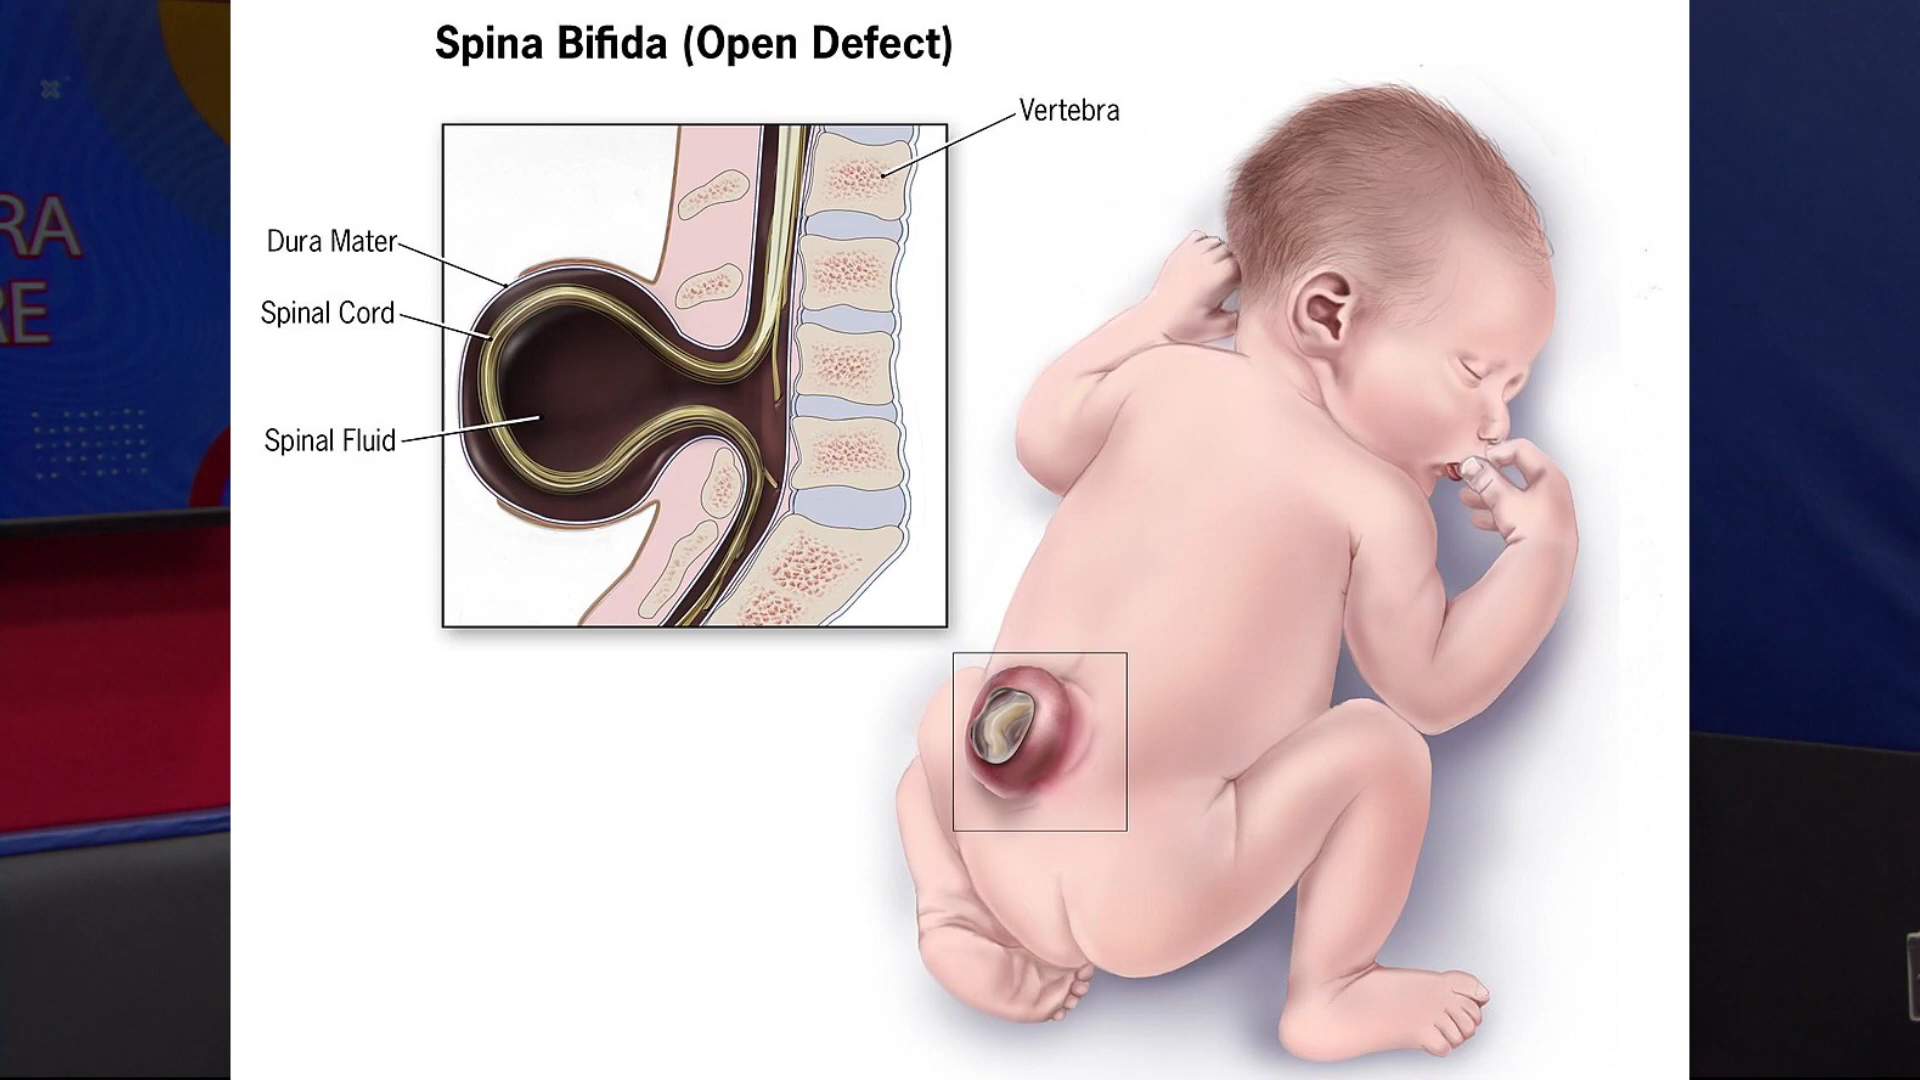 Spina Bifida (Open Defect)
Vertebra
Dura Mater
Spinal Cord
Spinal Fluid